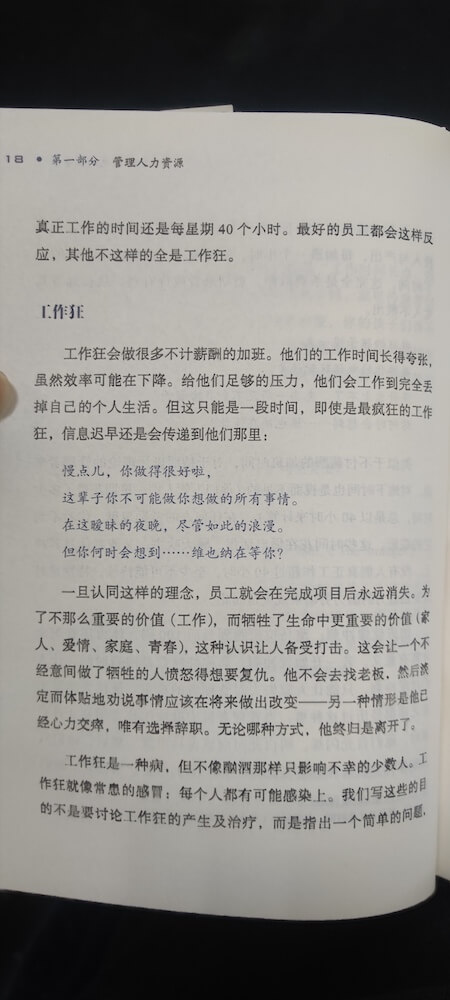 18 • 第一部分 管理人力资源
真正工作的时间还是每星期 40 个小时。最好的员工都会这样反
应，其他不这样的全是工作狂。
工作狂
工作狂会做很多不计薪酬的加班。他们的工作时间长得夸张，
虽然效率可能在下降。给他们足够的压力，他们会工作到完全丢
掉自己的个人生活。但这只能是一段时间，即使是最疯狂的工作
狂，信息迟早还是会传递到他们那里：
慢点儿，你做得很好啦，
这辈子你不可能做你想做的所有事情。
在这暧昧的夜晚，尽管如此的浪漫。
但你何时会想到……维也纳在等你？
一旦认同这样的理念，员工就会在完成项目后永远消失。为
了不那么重要的价值（工作），而牺牲了生命中更重要的价值（家
人、爱情、家庭、青春），这种认识让人备受打击。这会让一个不
经意间做了牺牲的人愤怒得想要复仇。他不会去找老板，然后淡
定而体贴地劝说事情应该在将来做出改变——另一种情形是他已
经心力交瘁，唯有选择辞职。无论哪种方式，他终归是离开了。
工作狂是一种病，但不像酗酒那样只影响不幸的少数人。工
作狂就像常患的感冒：每个人都有可能感染上。我们写这些的目
的不是要讨论工作狂的产生及治疗，而是指出一个简单的问题，